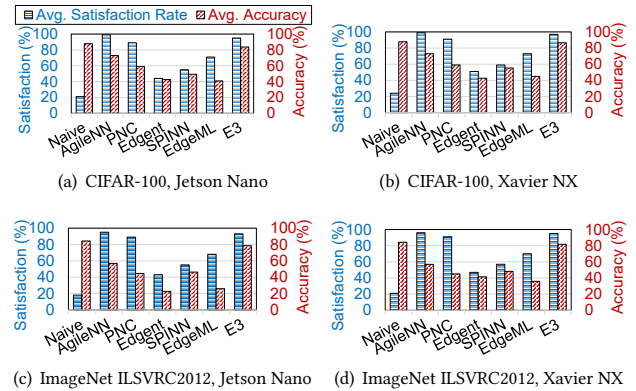 Avg. Satisfaction Rate Avg. Accuracy
Satisfaction (%)
100
80
60
40
20
0
Naive
AgileNN
PNC
Edgent
SPINN
EdgeML
E3
100
80
60
40
20
0
Accuracy (%)
(a) CIFAR-100, Jetson Nano
Satisfaction (%)
100
80
60
40
20
0
Naive
AgileNN
PNC
Edgent
SPINN
EdgeML
E3
100
80
60
40
20
0
Accuracy (%)
(b) CIFAR-100, Xavier NX
Satisfaction (%)
100
80
60
40
20
0
Naive
AgileNN
PNC
Edgent
SPINN
EdgeML
E3
100
80
60
40
20
0
Accuracy (%)
(c) ImageNet ILSVRC2012, Jetson Nano
Satisfaction (%)
100
80
60
40
20
0
Naive
AgileNN
PNC
Edgent
SPINN
EdgeML
E3
100
80
60
40
20
0
Accuracy (%)
(d) ImageNet ILSVRC2012, Xavier NX